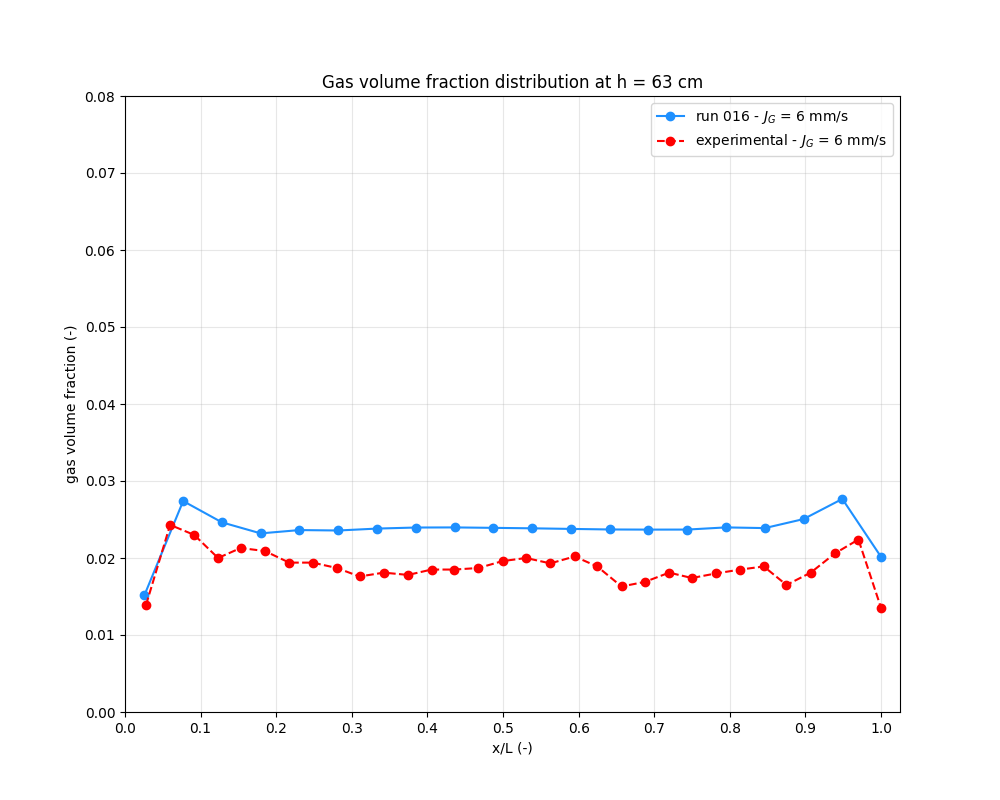 Gas volume fraction distribution at h = 63 cm
0.08
0.07
0.06
0.05
0.04
0.03
0.02
0.01
0.00
gas volume fraction (-)
run 016 - J_G = 6 mm/s
experimental - J_G = 6 mm/s
0.0 0.1 0.2 0.3 0.4 0.5 0.6 0.7 0.8 0.9 1.0
x/L (-)